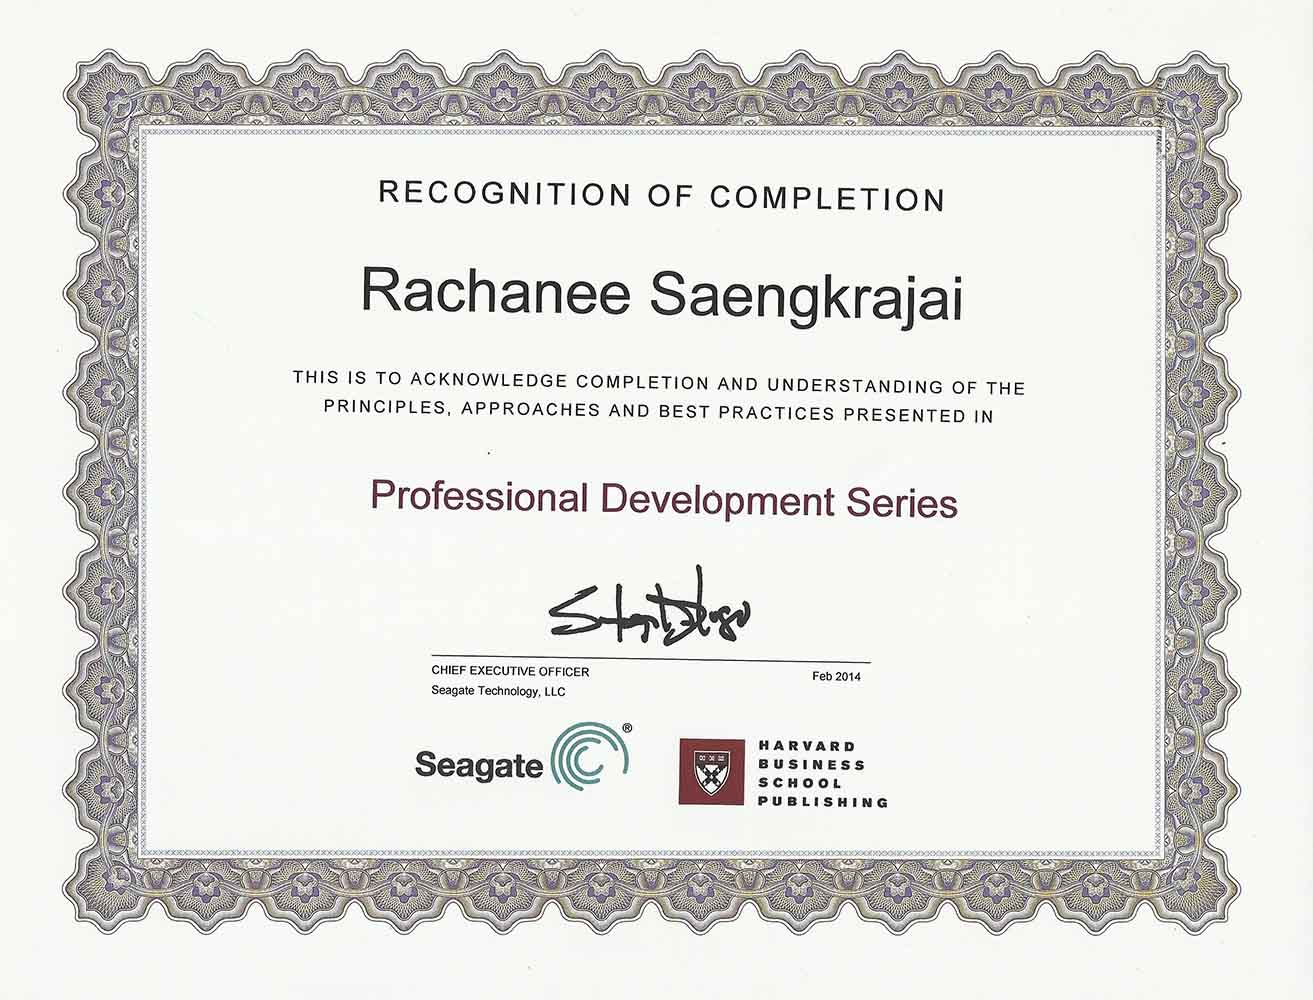 RECOGNITION OF COMPLETION
Rachanee Saengkrajai
THIS IS TO ACKNOWLEDGE COMPLETION AND UNDERSTANDING OF THE
PRINCIPLES, APPROACHES AND BEST PRACTICES PRESENTED IN
Professional Development Series
CHIEF EXECUTIVE OFFICER
Feb 2014
Seagate Technology, LLC
Seagate ®
HARVARD
BUSINESS
SCHOOL
PUBLISHING